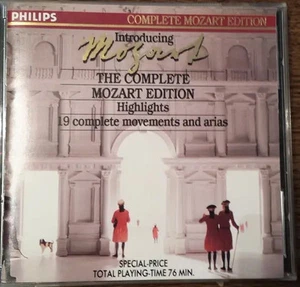 PHILIPS
COMPLETE MOZART EDITION
Introducing
Mozart
THE COMPLETE
MOZART EDITION
Highlights
19 complete movements and arias
SPECIAL-PRICE
TOTAL PLAYING-TIME 76 MIN.